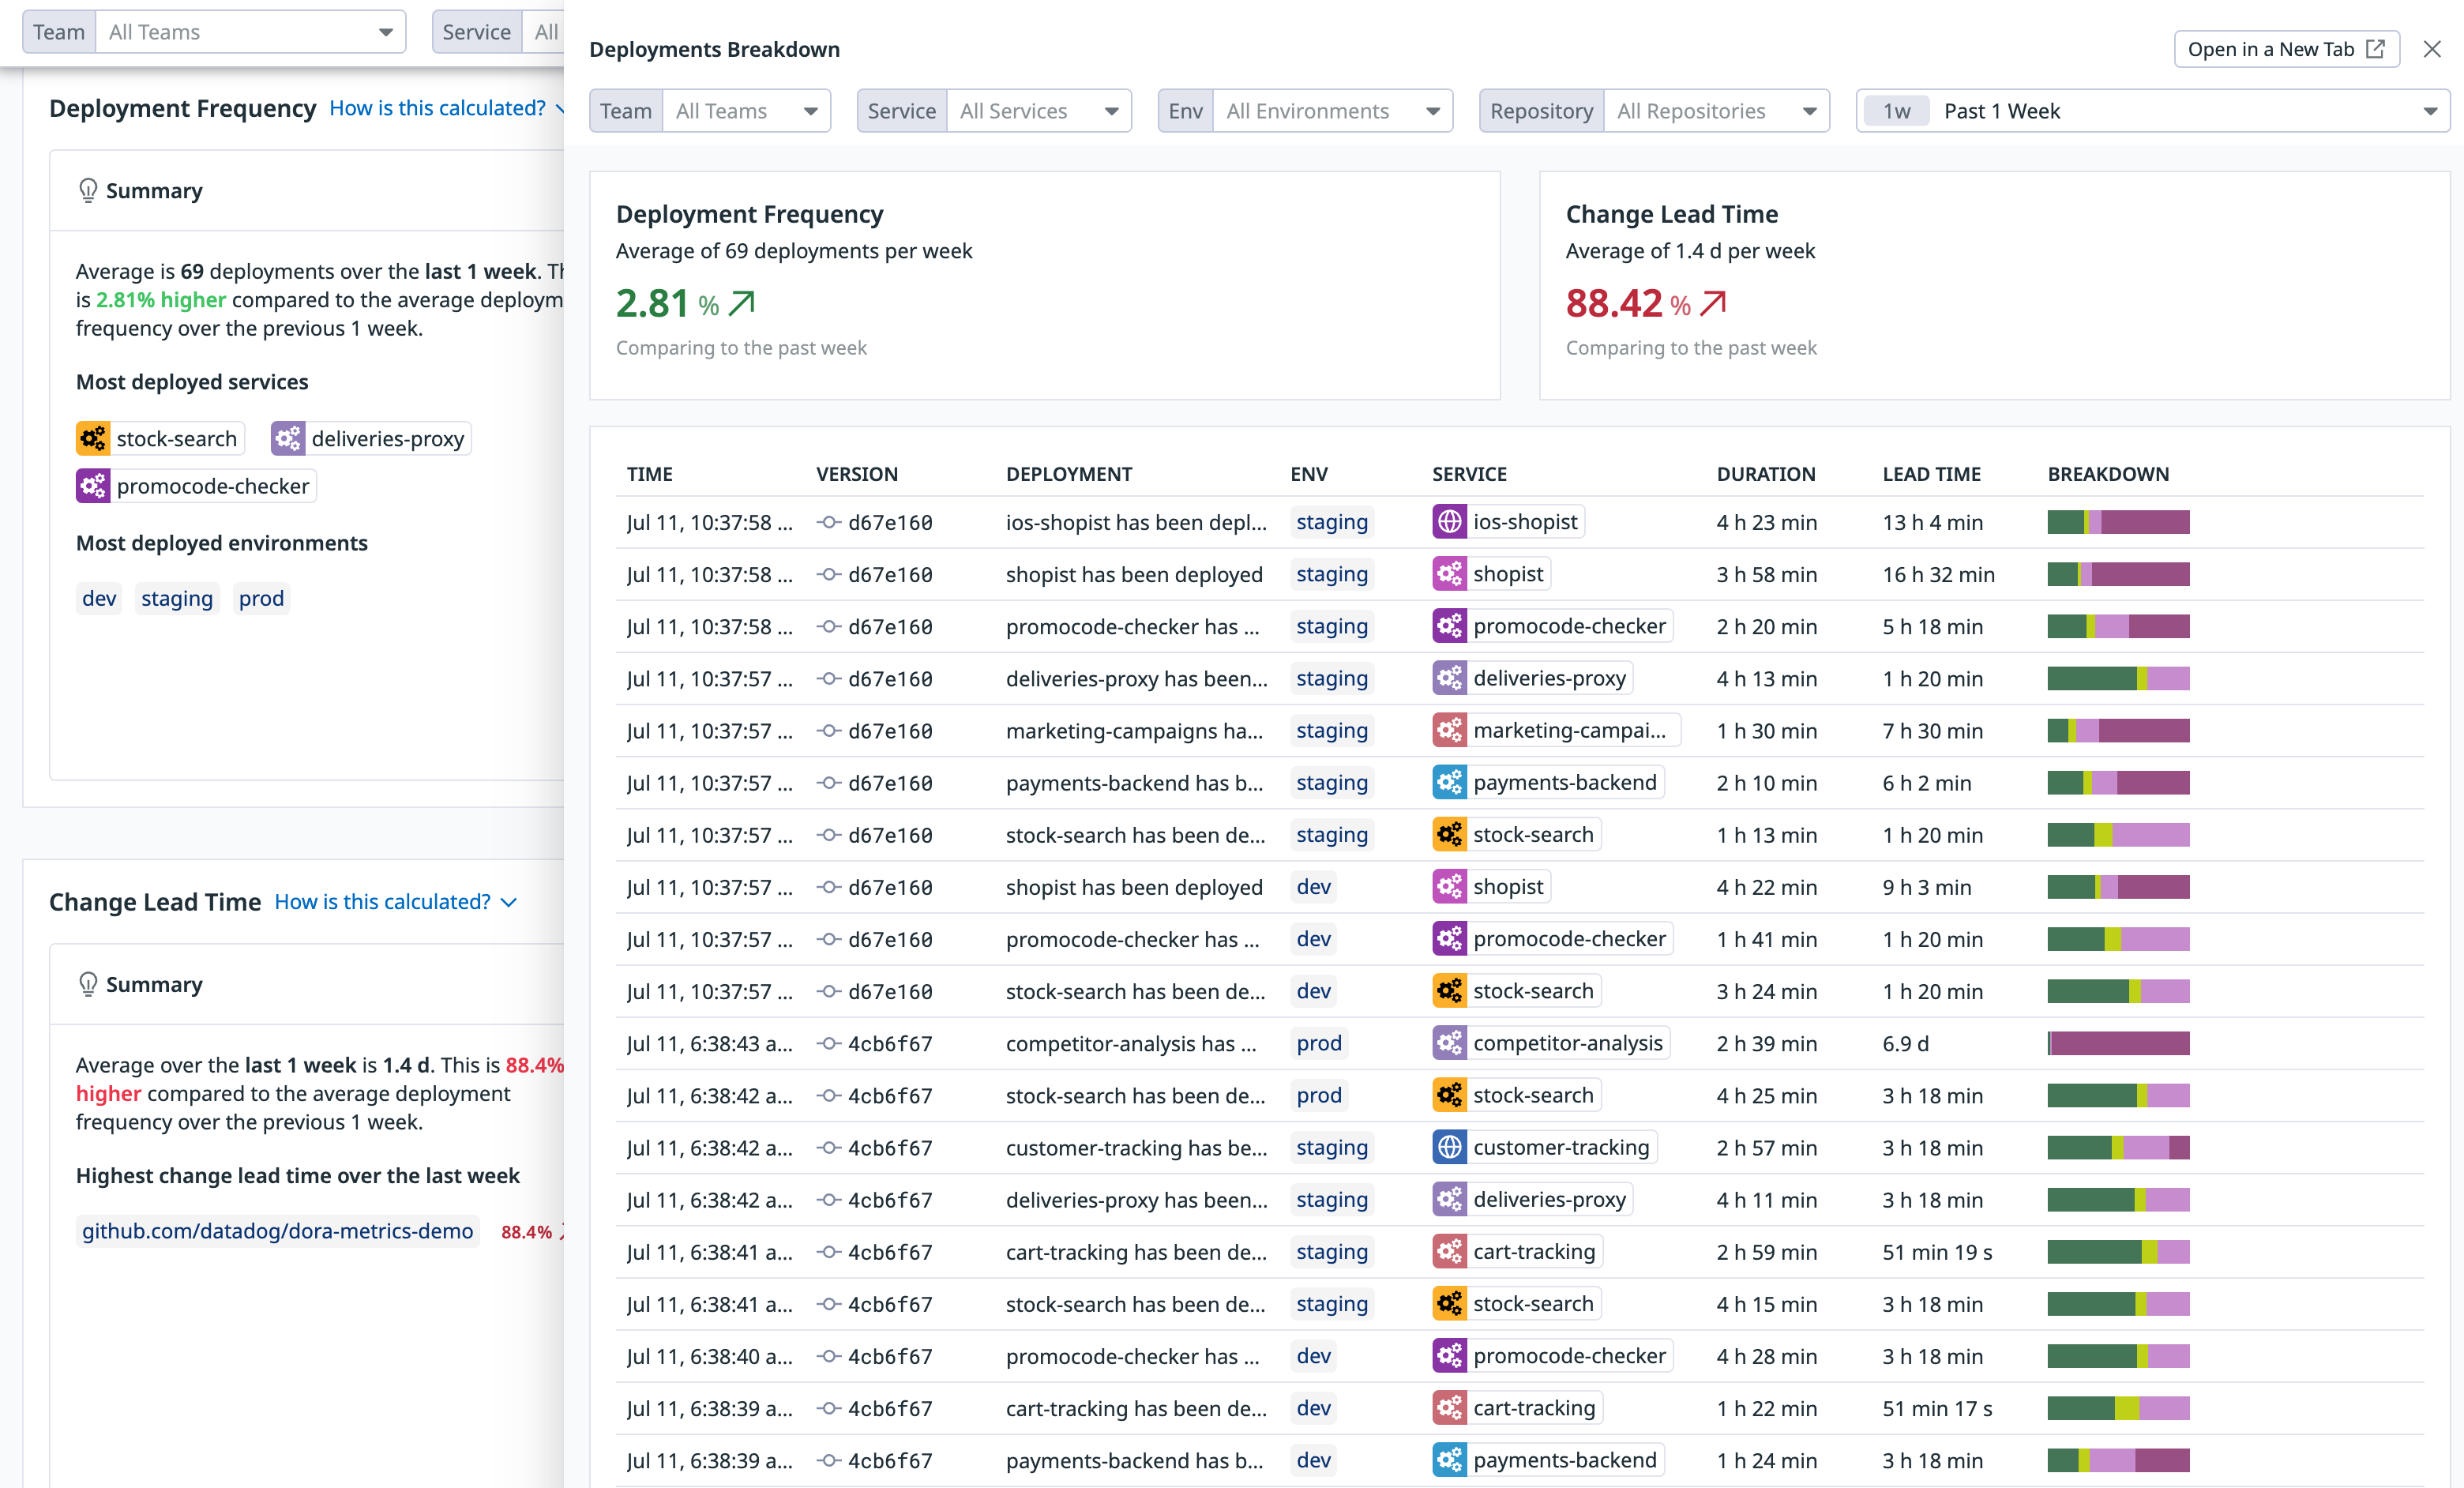 Team All Teams
Service All
Deployment Frequency How is this calculated?
Summary
Average is 69 deployments over the last 1 week. Th
is 2.81% higher compared to the average deploym
frequency over the previous 1 week.
Most deployed services
stock-search deliveries-proxy
promocode-checker
Most deployed environments
dev staging prod
Change Lead Time How is this calculated?
Summary
Average over the last 1 week is 1.4 d. This is 88.4%
higher compared to the average deployment
frequency over the previous 1 week.
Highest change lead time over the last week
github.com/datadog/dora-metrics-demo 88.4%
Deployments Breakdown
Open in a New Tab
Team All Teams Service All Services Env All Environments Repository All Repositories 1w Past 1 Week
Deployment Frequency
Average of 69 deployments per week
2.81 %
Comparing to the past week
Change Lead Time
Average of 1.4 d per week
88.42 %
Comparing to the past week
TIME VERSION DEPLOYMENT ENV SERVICE DURATION LEAD TIME BREAKDOWN
Jul 11, 10:37:58 ... d67e160 ios-shopist has been depl... staging ios-shopist 4 h 23 min 13 h 4 min
Jul 11, 10:37:58 ... d67e160 shopist has been deployed staging shopist 3 h 58 min 16 h 32 min
Jul 11, 10:37:58 ... d67e160 promocode-checker has ... staging promocode-checker 2 h 20 min 5 h 18 min
Jul 11, 10:37:57 ... d67e160 deliveries-proxy has been... staging deliveries-proxy 4 h 13 min 1 h 20 min
Jul 11, 10:37:57 ... d67e160 marketing-campaigns ha... staging marketing-campai... 1 h 30 min 7 h 30 min
Jul 11, 10:37:57 ... d67e160 payments-backend has b... staging payments-backend 2 h 10 min 6 h 2 min
Jul 11, 10:37:57 ... d67e160 stock-search has been de... staging stock-search 1 h 13 min 1 h 20 min
Jul 11, 10:37:57 ... d67e160 shopist has been deployed dev shopist 4 h 22 min 9 h 3 min
Jul 11, 10:37:57 ... d67e160 promocode-checker has ... dev promocode-checker 1 h 41 min 1 h 20 min
Jul 11, 10:37:57 ... d67e160 stock-search has been de... dev stock-search 3 h 24 min 1 h 20 min
Jul 11, 6:38:43 a... 4cb6f67 competitor-analysis has ... prod competitor-analysis 2 h 39 min 6.9 d
Jul 11, 6:38:42 a... 4cb6f67 stock-search has been de... prod stock-search 4 h 25 min 3 h 18 min
Jul 11, 6:38:42 a... 4cb6f67 customer-tracking has be... staging customer-tracking 2 h 57 min 3 h 18 min
Jul 11, 6:38:42 a... 4cb6f67 deliveries-proxy has been... staging deliveries-proxy 4 h 11 min 3 h 18 min
Jul 11, 6:38:41 a... 4cb6f67 cart-tracking has been de... staging cart-tracking 2 h 59 min 51 min 19 s
Jul 11, 6:38:41 a... 4cb6f67 stock-search has been de... staging stock-search 4 h 15 min 3 h 18 min
Jul 11, 6:38:40 a... 4cb6f67 promocode-checker has ... dev promocode-checker 4 h 28 min 3 h 18 min
Jul 11, 6:38:39 a... 4cb6f67 cart-tracking has been de... dev cart-tracking 1 h 22 min 51 min 17 s
Jul 11, 6:38:39 a... 4cb6f67 payments-backend has b... dev payments-backend 1 h 24 min 3 h 18 min